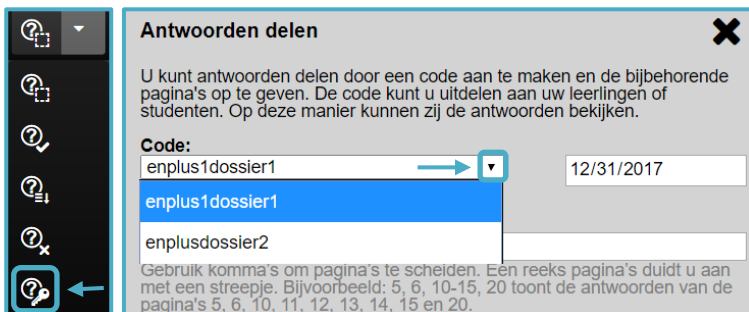 Antwoorden delen
U kunt antwoorden delen door een code aan te maken en de bijbehorende
pagina's op te geven. De code kunt u uitdelen aan uw leerlingen of
studenten. Op deze manier kunnen zij de antwoorden bekijken.
Code:
enplus1dossier1 12/31/2017
enplus1dossier1
enplusdossier2
Gebruik komma's om pagina's te scheiden. Een reeks pagina's duidt u aan
met een streepje. Bijvoorbeeld: 5, 6, 10-15, 20 toont de antwoorden van de
pagina's 5, 6, 10, 11, 12, 13, 14, 15 en 20.